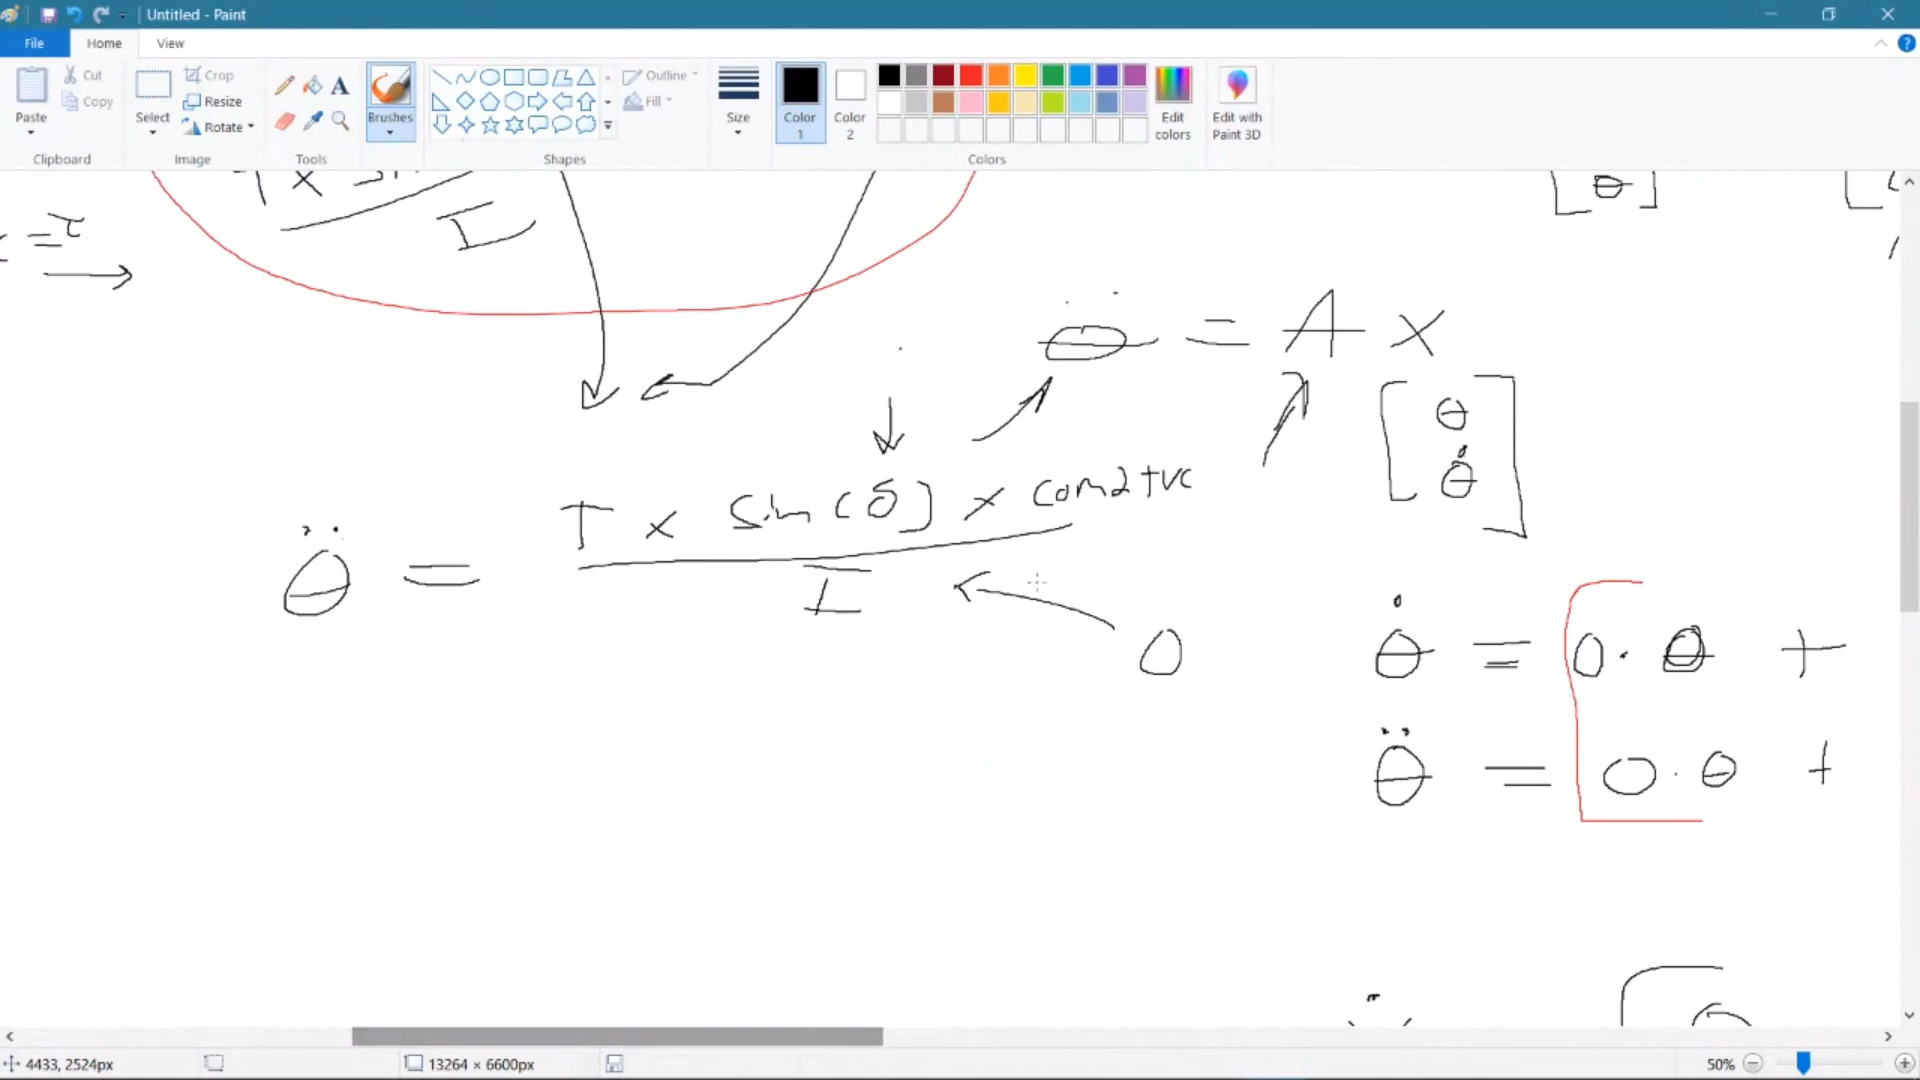 Untitled - Paint
File Home View
Paste
Cut
Copy
Clipboard
Select
Crop
Resize
Rotate
Image
Tools
Brushes
Outline
Fill
Shapes
Size
Color 1
Color 2
Edit colors
Edit with Paint 3D
Colors
T x
I
= τ
[θ]
θ̈ = A x
[θ
θ̇]
θ̈ = T x sin(δ) x com2tvc
I
0
θ̇ = 0 . θ +
θ̈ = 0 . θ +
4433, 2524px
13264 × 6600px
50%